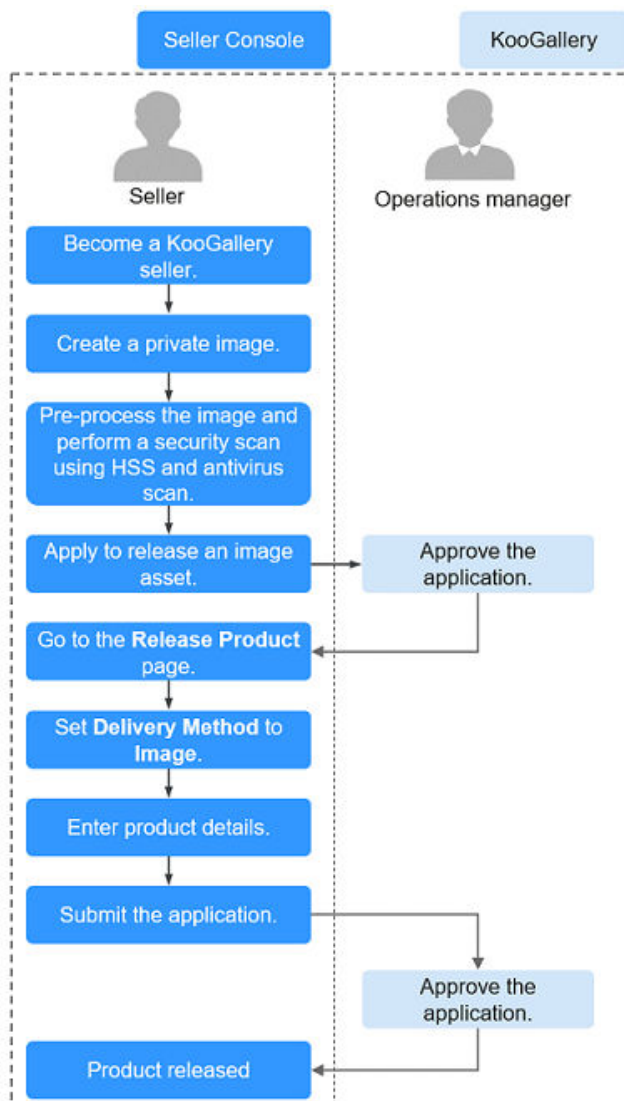 Seller Console
KooGallery
Seller
Operations manager
Become a KooGallery
seller.
Create a private image.
Pre-process the image and
perform a security scan
using HSS and antivirus
scan.
Apply to release an image
asset.
Approve the
application.
Go to the Release Product
page.
Set Delivery Method to
Image.
Enter product details.
Submit the application.
Approve the
application.
Product released